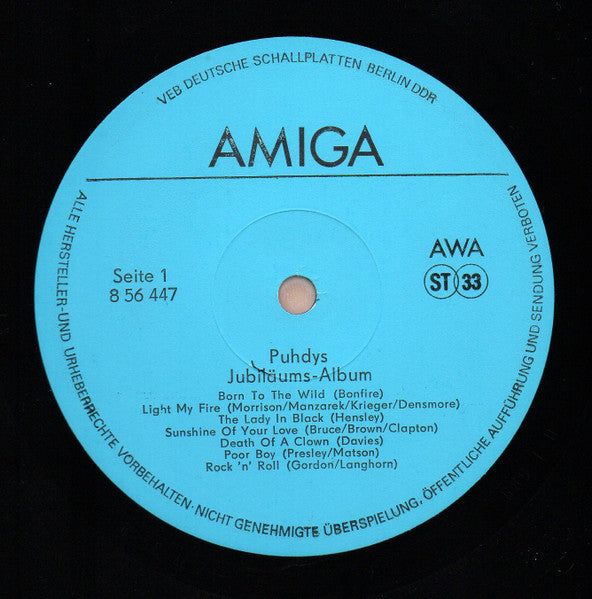 VEB DEUTSCHE SCHALLPLATTEN BERLIN DDR
AMIGA
Seite 1
8 56 447
AWA
ST 33
Puhdys
Jubiläums-Album
Born To The Wild (Bonfire)
Light My Fire (Morrison/Manzarek/Krieger/Densmore)
The Lady In Black (Hensley)
Sunshine Of Your Love (Bruce/Brown/Clapton)
Death Of A Clown (Davies)
Poor Boy (Presley/Matson)
Rock 'n' Roll (Gordon/Langhorn)
ALLE HERSTELLER-UND URHEBERRECHTE VORBEHALTEN · NICHT GENEHMIGTE ÜBERSPIELUNG, ÖFFENTLICHE AUFFÜHRUNG UND SENDUNG VERBOTEN